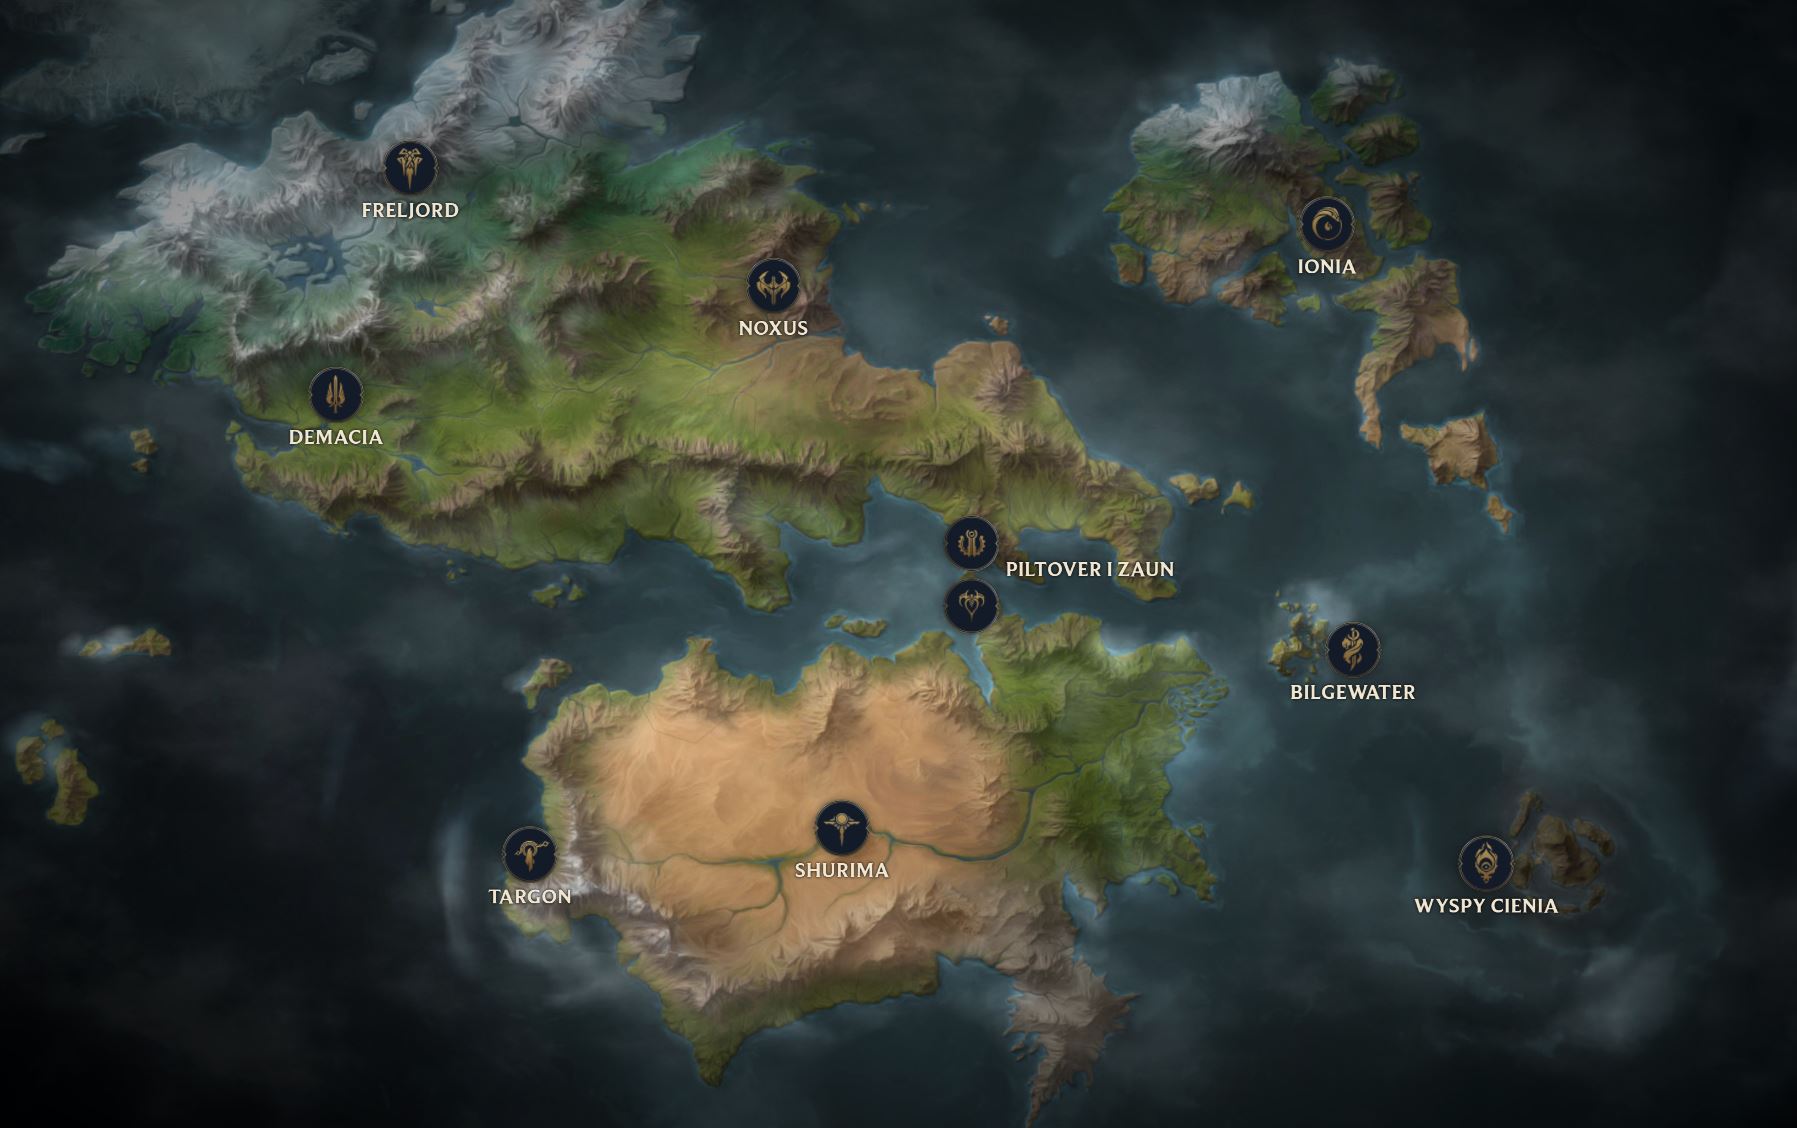 FRELJORD
IONIA
NOXUS
DEMACIA
PILTOVER I ZAUN
BILGEWATER
SHURIMA
TARGON
WYSPY CIENIA